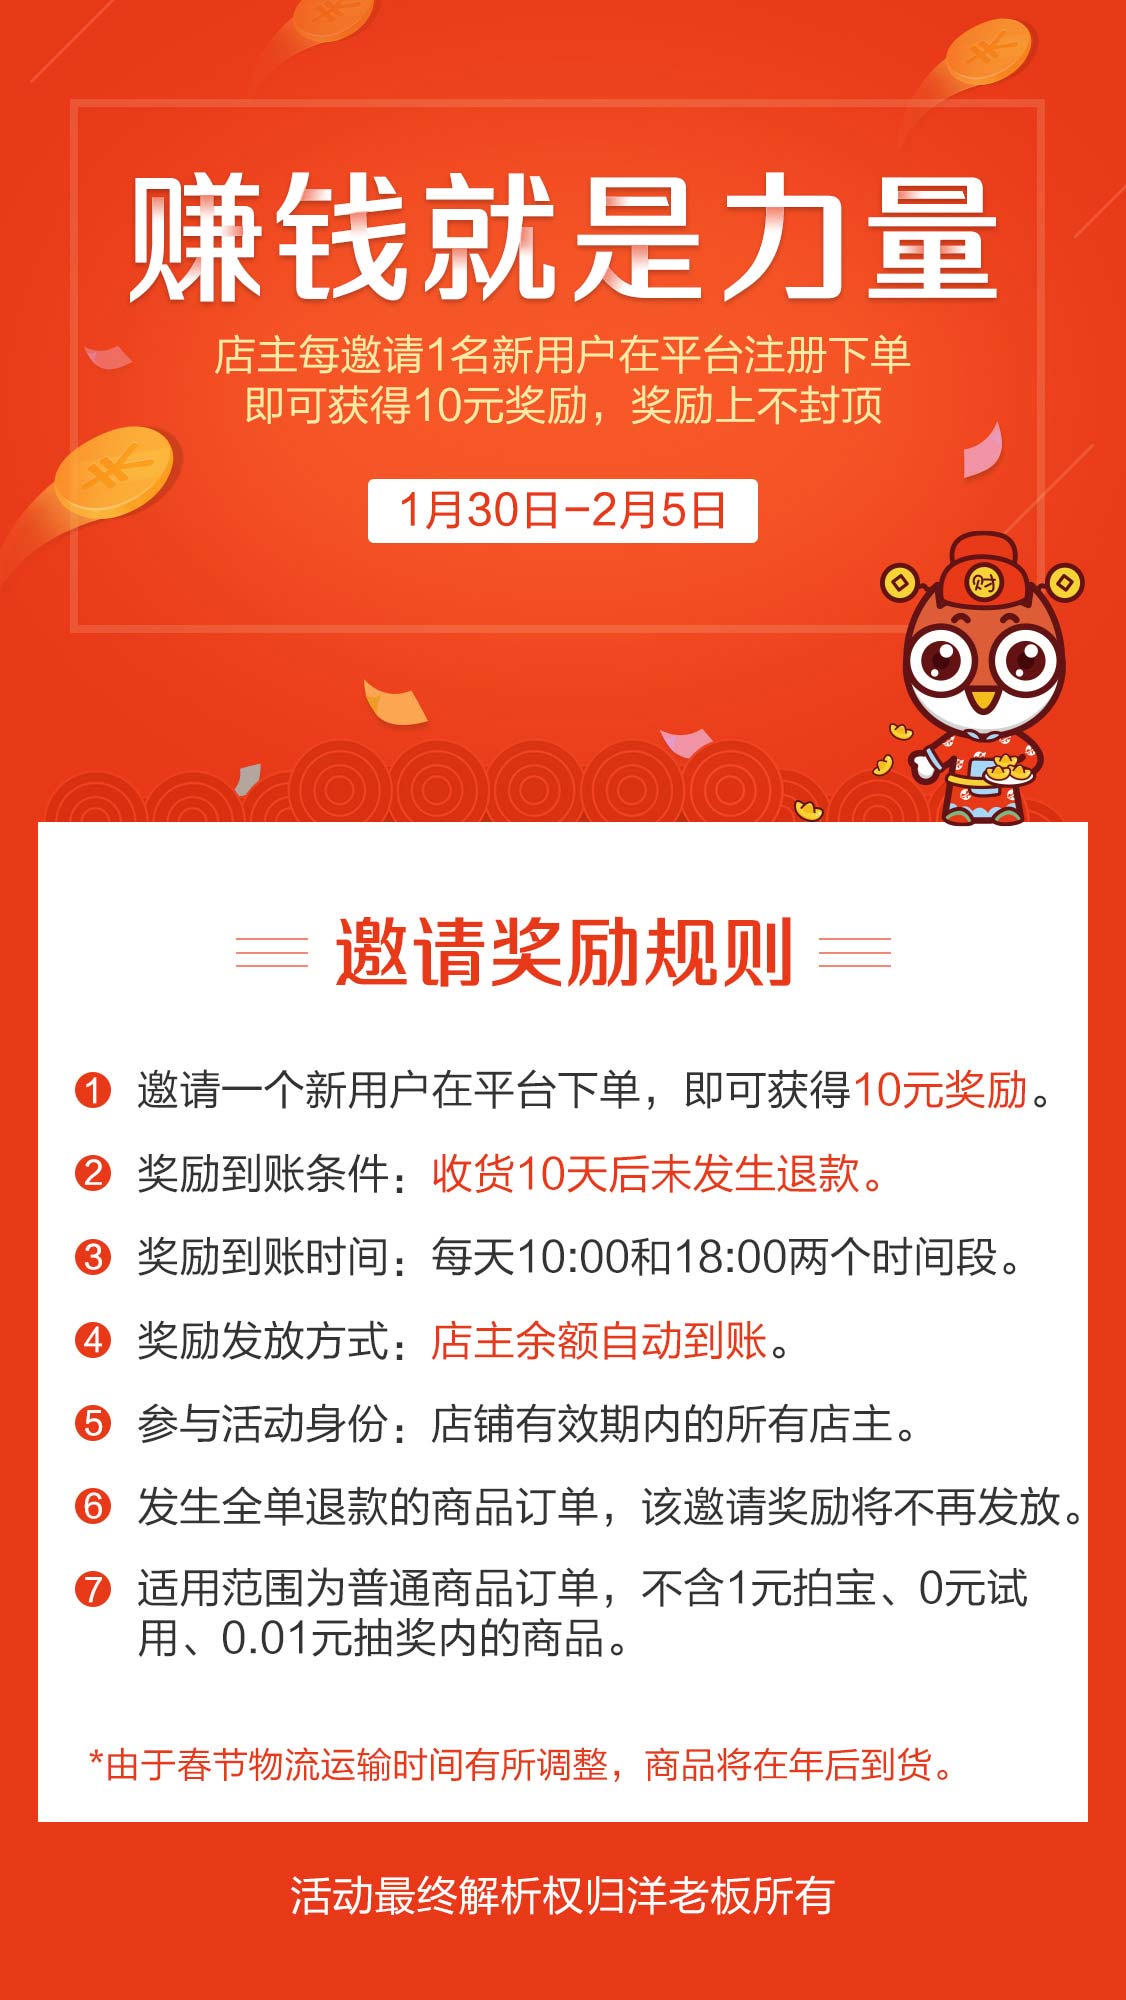 赚钱就是力量
店主每邀请1名新用户在平台注册下单
即可获得10元奖励，奖励上不封顶
1月30日-2月5日
财
邀请奖励规则
1 邀请一个新用户在平台下单，即可获得10元奖励。
2 奖励到账条件：收货10天后未发生退款。
3 奖励到账时间：每天10:00和18:00两个时间段。
4 奖励发放方式：店主余额自动到账。
5 参与活动身份：店铺有效期内的所有店主。
6 发生全单退款的商品订单，该邀请奖励将不再发放。
7 适用范围为普通商品订单，不含1元拍宝、0元试
用、0.01元抽奖内的商品。
*由于春节物流运输时间有所调整，商品将在年后到货。
活动最终解析权归洋老板所有